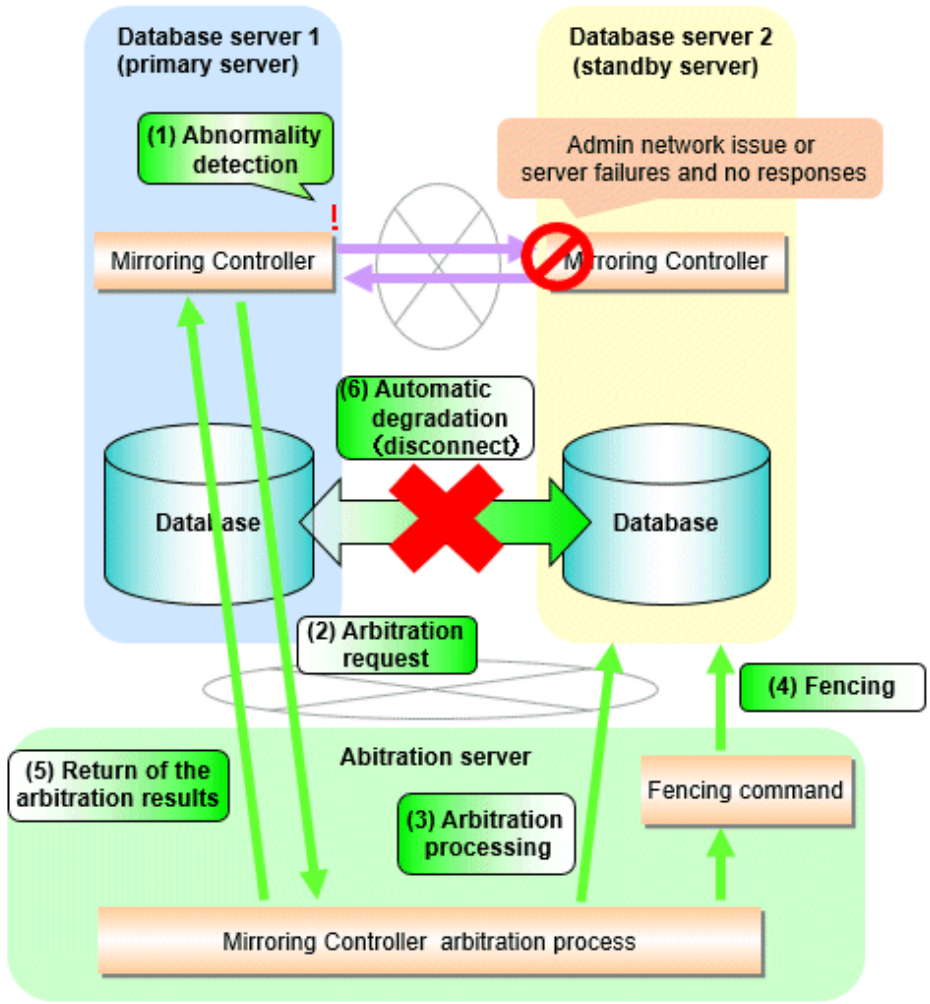 Database server 1
(primary server)
Database server 2
(standby server)
(1) Abnormality
detection
Admin network issue or
server failures and no responses
!
Mirroring Controller
Mirroring Controller
(6) Automatic
degradation
(disconnect)
Database
Database
(2) Arbitration
request
(4) Fencing
Abitration server
(5) Return of the
arbitration results
Fencing command
(3) Arbitration
processing
Mirroring Controller arbitration process